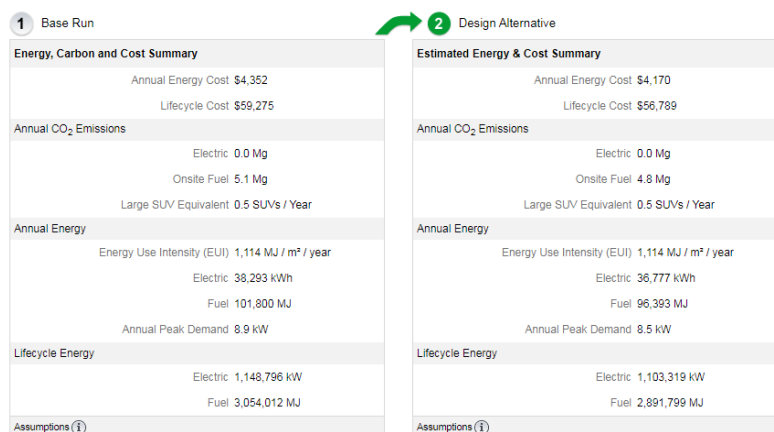 1 Base Run
Energy, Carbon and Cost Summary
Annual Energy Cost $4,352
Lifecycle Cost $59,275
Annual CO2 Emissions
Electric 0.0 Mg
Onsite Fuel 5.1 Mg
Large SUV Equivalent 0.5 SUVs / Year
Annual Energy
Energy Use Intensity (EUI) 1,114 MJ / m² / year
Electric 38,293 kWh
Fuel 101,800 MJ
Annual Peak Demand 8.9 kW
Lifecycle Energy
Electric 1,148,796 kW
Fuel 3,054,012 MJ
Assumptions i
2 Design Alternative
Estimated Energy & Cost Summary
Annual Energy Cost $4,170
Lifecycle Cost $56,789
Annual CO2 Emissions
Electric 0.0 Mg
Onsite Fuel 4.8 Mg
Large SUV Equivalent 0.5 SUVs / Year
Annual Energy
Energy Use Intensity (EUI) 1,114 MJ / m² / year
Electric 36,777 kWh
Fuel 96,393 MJ
Annual Peak Demand 8.5 kW
Lifecycle Energy
Electric 1,103,319 kW
Fuel 2,891,799 MJ
Assumptions i